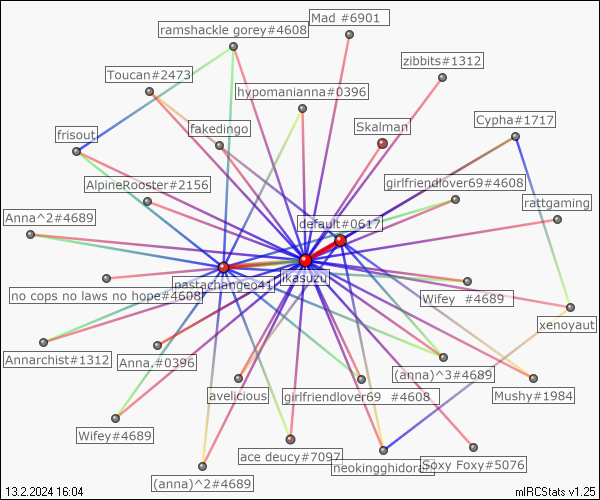 Mad #6901
ramshackle gorey#4608
zibbits#1312
Toucan#2473
hypomanianna#0396
Cypha#1717
fakedingo
Skalman
frisout
AlpineRooster#2156
girlfriendlover69#4608
rattgaming
Anna^2#4689
default#0617
ikasuzu
pastachangeo41
no cops no laws no hope#4608
Wifey #4689
xenoyaut
Annarchist#1312
Anna,#0396
(anna)^3#4689
avelicious
girlfriendlover69 #4608
Mushy#1984
Wifey#4689
ace deucy#7097
neokingghidorah
Soxy Foxy#5076
(anna)^2#4689
13.2.2024 16:04
mIRCStats v1.25